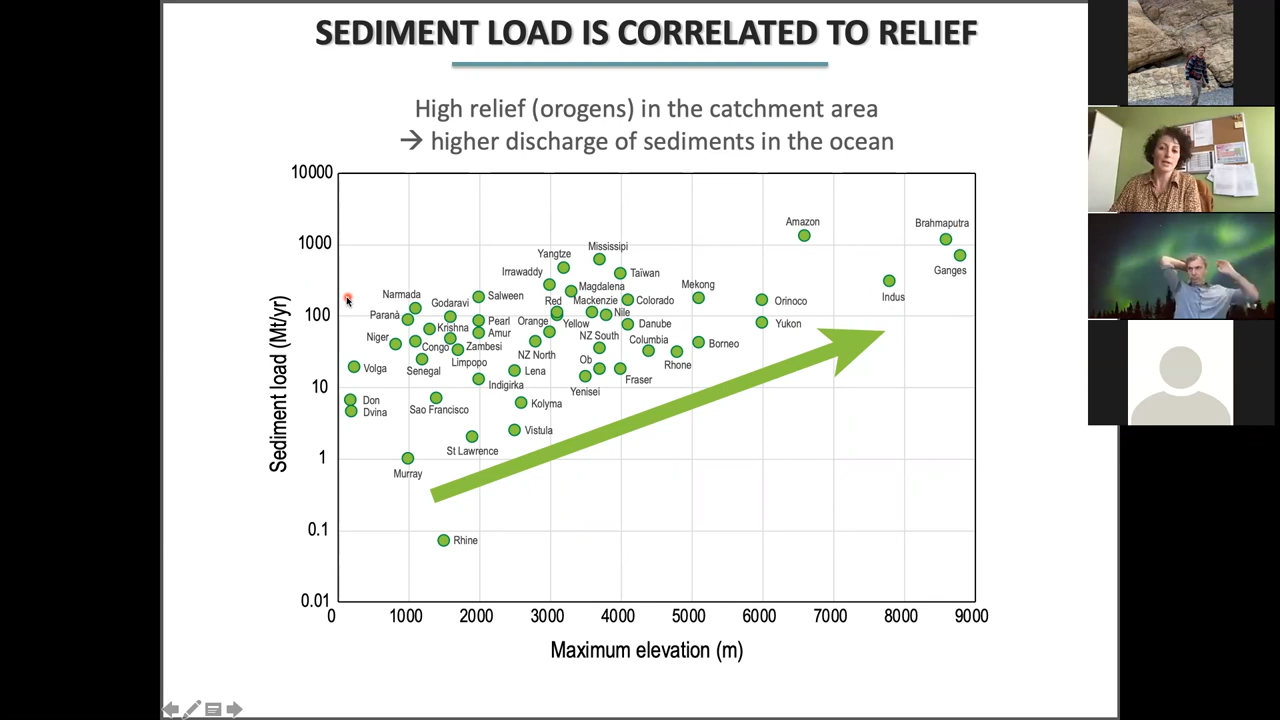 SEDIMENT LOAD IS CORRELATED TO RELIEF
High relief (orogens) in the catchment area
→ higher discharge of sediments in the ocean
10000
1000
100
10
1
0.1
0.01
Sediment load (Mt/yr)
Amazon
Brahmaputra
Ganges
Indus
Mississipi
Yangtze
Irrawaddy
Taïwan
Magdalena
Mekong
Narmada
Godaravi
Salween
Red
Mackenzie
Colorado
Orinoco
Paranà
Krishna
Pearl
Orange
Yellow
Nile
Danube
Yukon
Niger
Amur
Congo
Zambesi
NZ South
Columbia
Borneo
Limpopo
NZ North
Ob
Rhone
Volga
Senegal
Lena
Indigirka
Yenisei
Fraser
Don
Dvina
Sao Francisco
Kolyma
Vistula
St Lawrence
Murray
Rhine
0
1000
2000
3000
4000
5000
6000
7000
8000
9000
Maximum elevation (m)